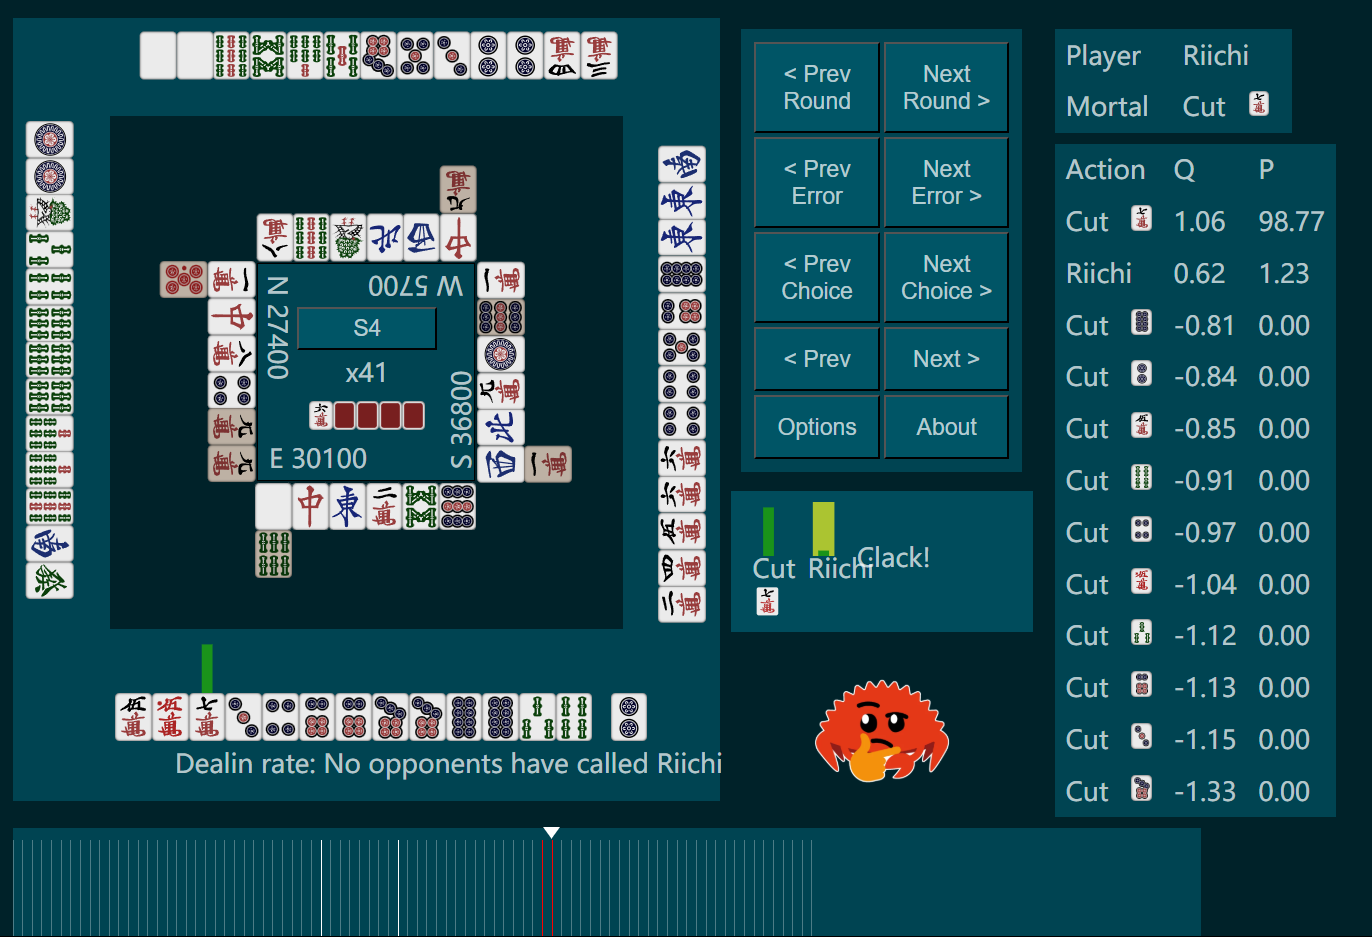 < Prev
Round
Next
Round >
< Prev
Error
Next
Error >
< Prev
Choice
Next
Choice >
< Prev
Next >
Options
About
Player Riichi
Mortal Cut
Action Q P
Cut 1.06 98.77
Riichi 0.62 1.23
Cut -0.81 0.00
Cut -0.84 0.00
Cut -0.85 0.00
Cut -0.91 0.00
Cut -0.97 0.00
Cut -1.04 0.00
Cut -1.12 0.00
Cut -1.13 0.00
Cut -1.15 0.00
Cut -1.33 0.00
W 5700
N 27400
S4
x41
S 36800
E 30100
Clack!
Cut Riichi
Dealin rate: No opponents have called Riichi